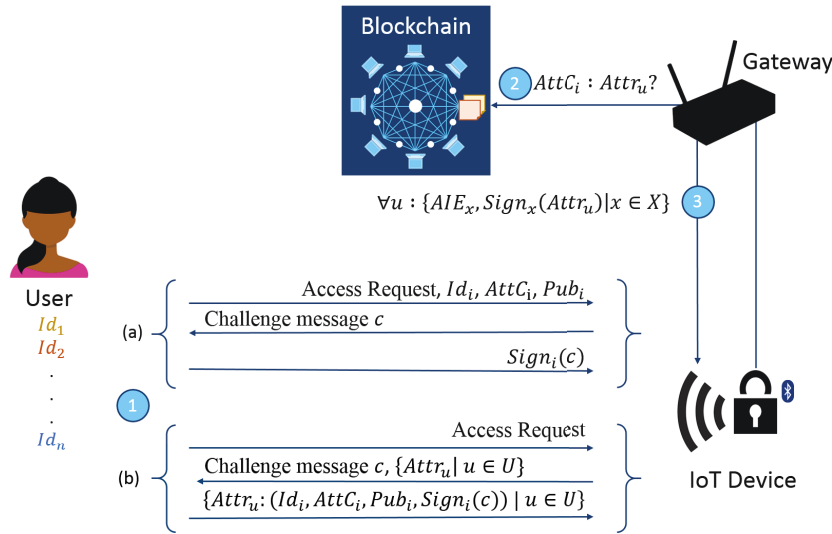 Blockchain
Gateway
2
AttC_i : Attr_u?
∀u : {AIE_x, Sign_x(Attr_u)|x ∈ X}
3
User
Id_1
Id_2
.
.
.
Id_n
1
(a)
Access Request, Id_i, AttC_i, Pub_i
Challenge message c
Sign_i(c)
(b)
Access Request
Challenge message c, {Attr_u| u ∈ U}
{Attr_u: (Id_i, AttC_i, Pub_i, Sign_i(c)) | u ∈ U}
IoT Device